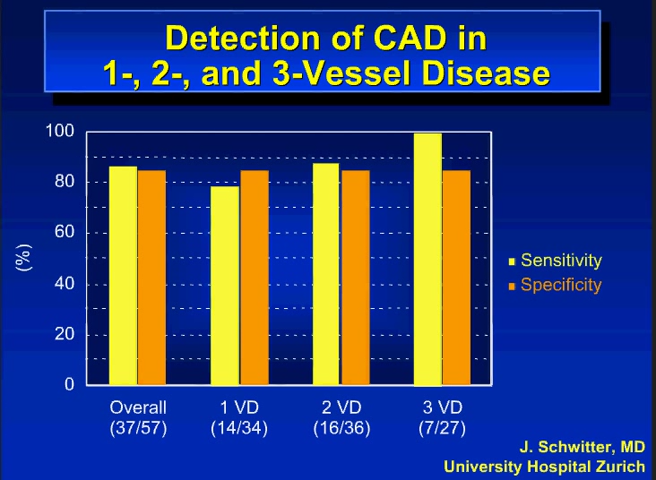 Detection of CAD in
1-, 2-, and 3-Vessel Disease
100
80
60
40
20
0
(%)
Sensitivity
Specificity
Overall
(37/57)
1 VD
(14/34)
2 VD
(16/36)
3 VD
(7/27)
J. Schwitter, MD
University Hospital Zurich